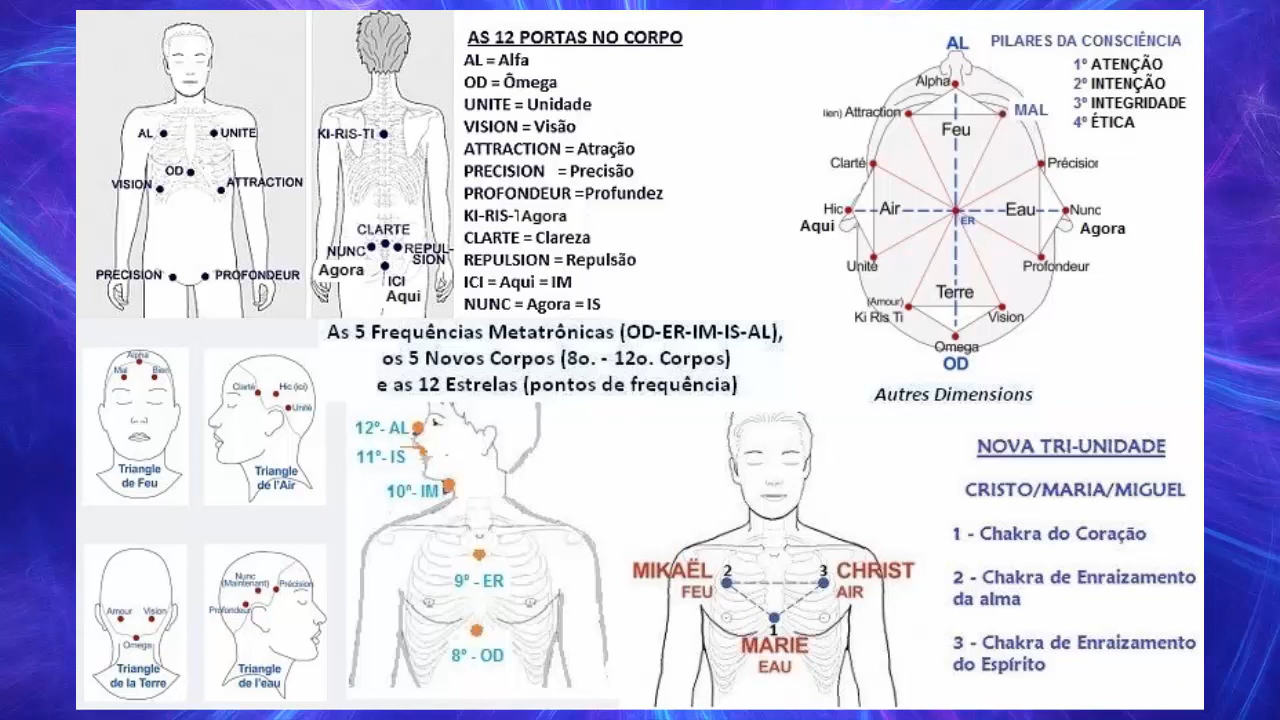 AL
UNITE
OD
VISION
ATTRACTION
PRECISION
PROFONDEUR
KI-RIS-TI
CLARTE
NUNC
REPUL-
SION
Agora
ICI
Aqui
AS 12 PORTAS NO CORPO
AL = Alfa
OD = Ômega
UNITE = Unidade
VISION = Visão
ATTRACTION = Atração
PRECISION = Precisão
PROFONDEUR =Profundez
KI-RIS-1Agora
CLARTE = Clareza
REPULSION = Repulsão
ICI = Aqui = IM
NUNC = Agora = IS
AL
PILARES DA CONSCIÊNCIA
1º ATENÇÃO
2º INTENÇÃO
3º INTEGRIDADE
4º ÉTICA
Alpha
lien) Attraction
MAL
Feu
Clarté
Précision
Hic
Air
ER
Eau
Nunc
Aqui
Agora
Unité
Profondeur
Terre
(Amour)
Ki Ris Ti
Vision
Omega
OD
Autres Dimensions
As 5 Frequências Metatrônicas (OD-ER-IM-IS-AL),
os 5 Novos Corpos (8o. - 12o. Corpos)
e as 12 Estrelas (pontos de frequência)
Alpha
Mal
Bien
Triangle
de Feu
Clarté
Hic (ici)
Unité
Triangle
de l'Air
Amour
Vision
Omega
Triangle
de la Terre
Nunc
(Maintenant)
Précision
Profondeur
Triangle
de l'eau
12º- AL
11º- IS
10º- IM
9º - ER
8º - OD
MIKAËL
FEU
2
3
CHRIST
AIR
1
MARIE
EAU
NOVA TRI-UNIDADE
CRISTO/MARIA/MIGUEL
1 - Chakra do Coração
2 - Chakra de Enraizamento
da alma
3 - Chakra de Enraizamento
do Espírito